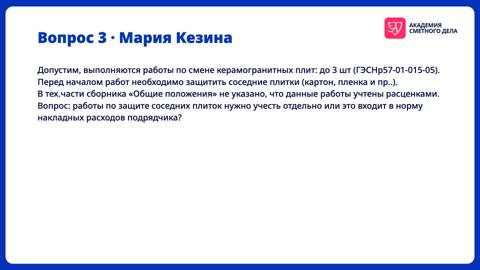 АКАДЕМИЯ
СМЕТНОГО ДЕЛА
Вопрос 3 · Мария Кезина
Допустим, выполняются работы по смене керамогранитных плит: до 3 шт (ГЭСНр57-01-015-05).
Перед началом работ необходимо защитить соседние плитки (картон, пленка и пр..).
В тех.части сборника «Общие положения» не указано, что данные работы учтены расценками.
Вопрос: работы по защите соседних плиток нужно учесть отдельно или это входит в норму
накладных расходов подрядчика?